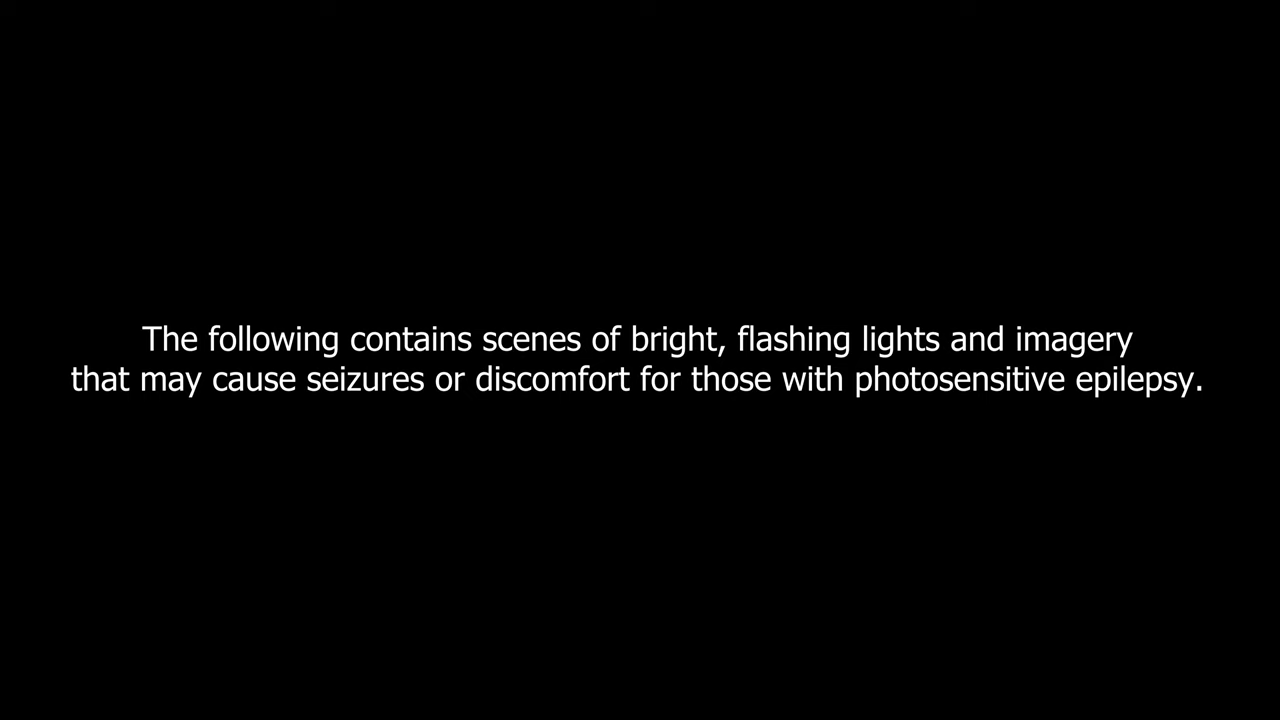 The following contains scenes of bright, flashing lights and imagery
that may cause seizures or discomfort for those with photosensitive epilepsy.